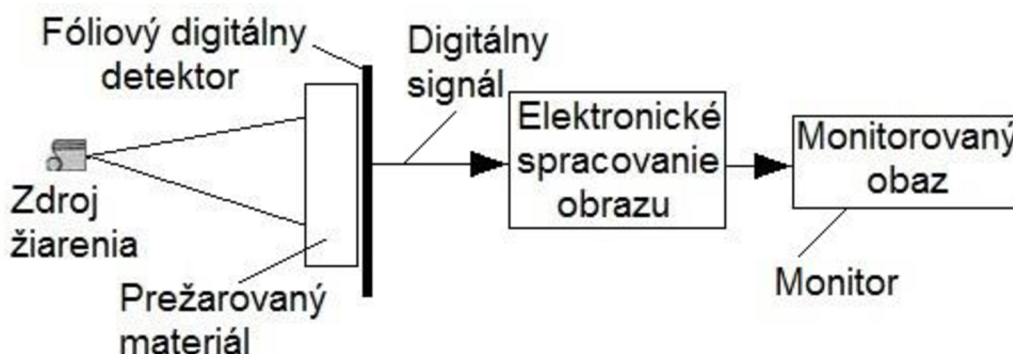 Fóliový digitálny
detektor
Digitálny
signál
Elektronické
spracovanie
obrazu
Monitorovaný
obaz
Zdroj
žiarenia
Prežarovaný
materiál
Monitor